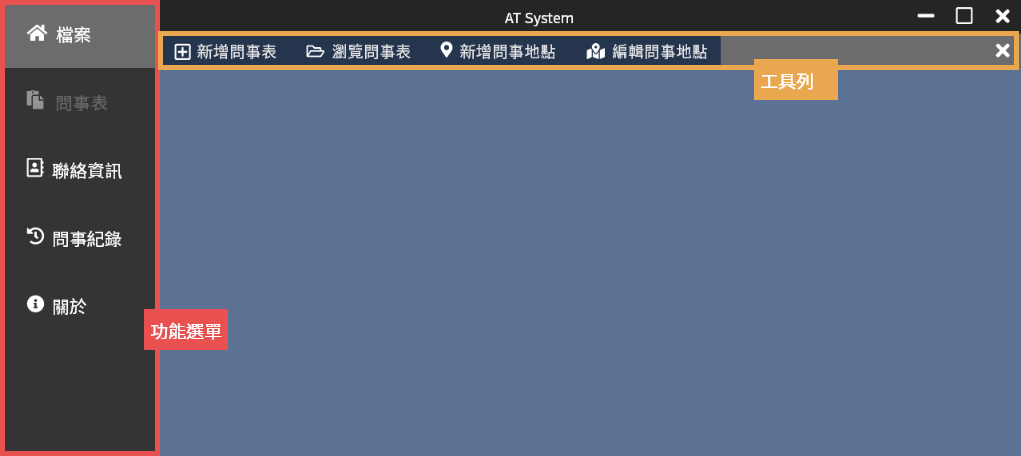 AT System
檔案
新增問事表
瀏覽問事表
新增問事地點
編輯問事地點
工具列
問事表
聯絡資訊
問事紀錄
關於
功能選單